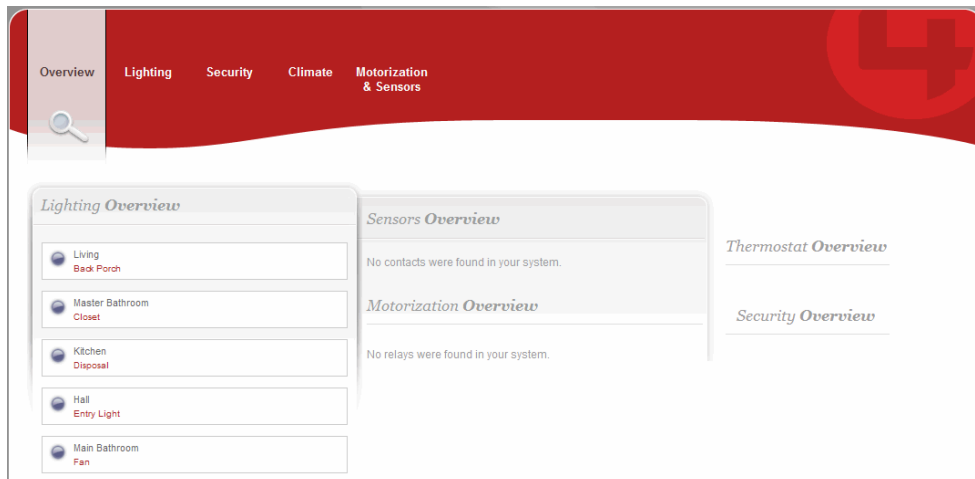 Overview
Lighting
Security
Climate
Motorization
& Sensors
4
Lighting Overview
Living
Back Porch
Master Bathroom
Closet
Kitchen
Disposal
Hall
Entry Light
Main Bathroom
Fan
Sensors Overview
No contacts were found in your system.
Motorization Overview
No relays were found in your system.
Thermostat Overview
Security Overview